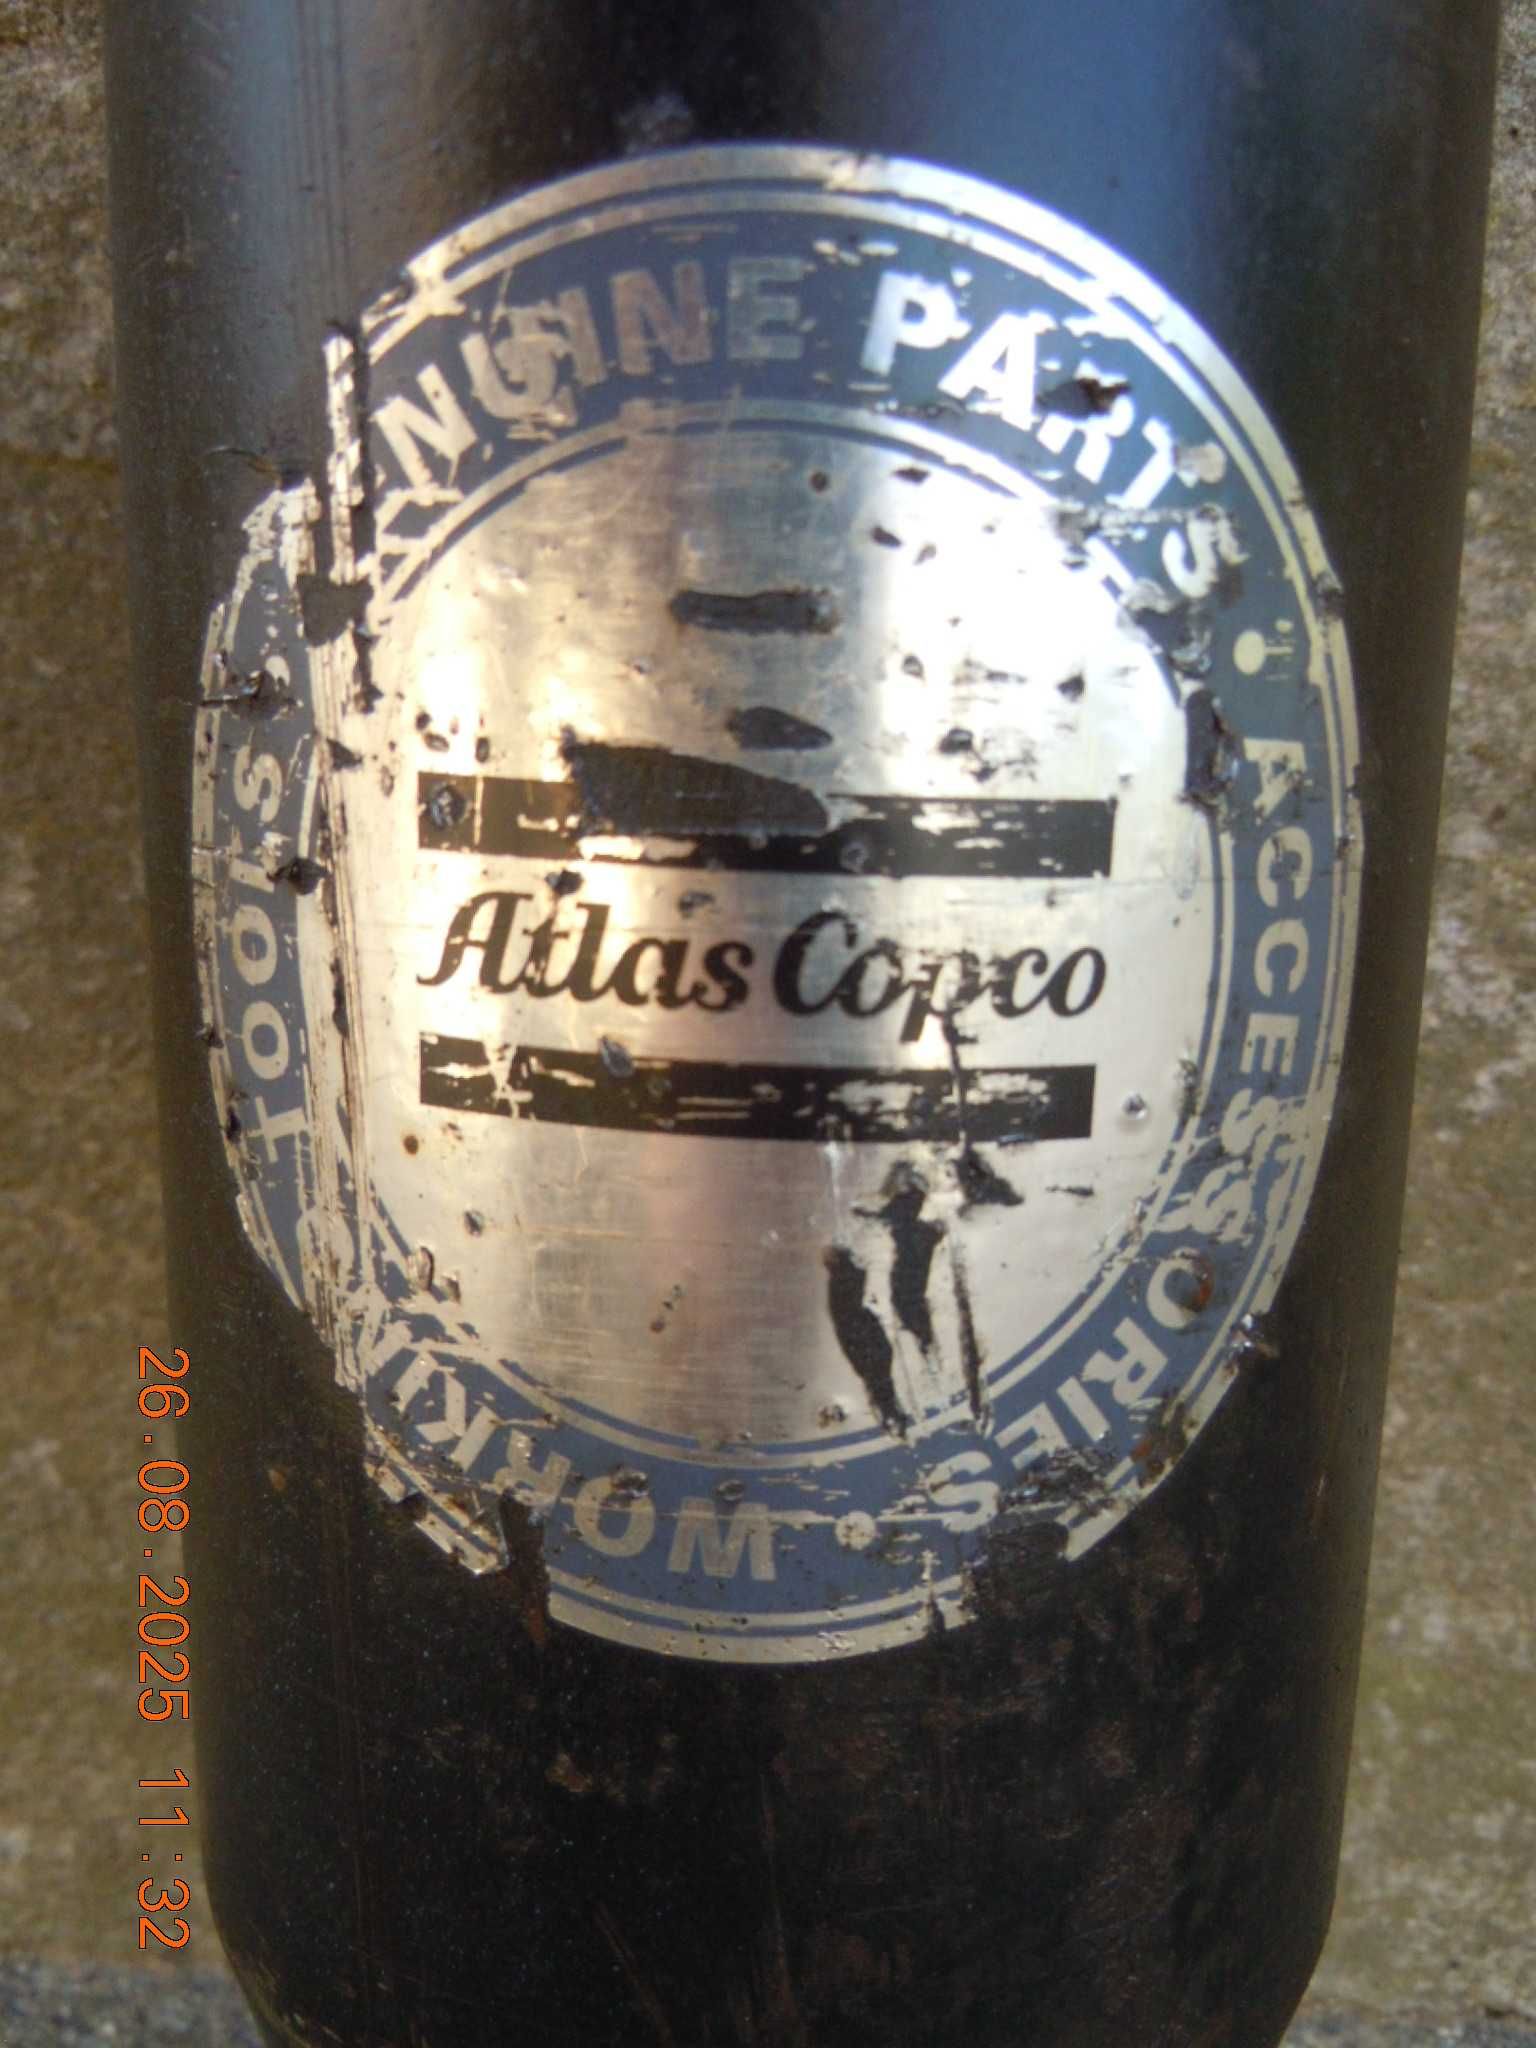 GENUINE PARTS • ACCESSORIES • WORKING TOOLS
Atlas Copco
26.08.2025 11:32